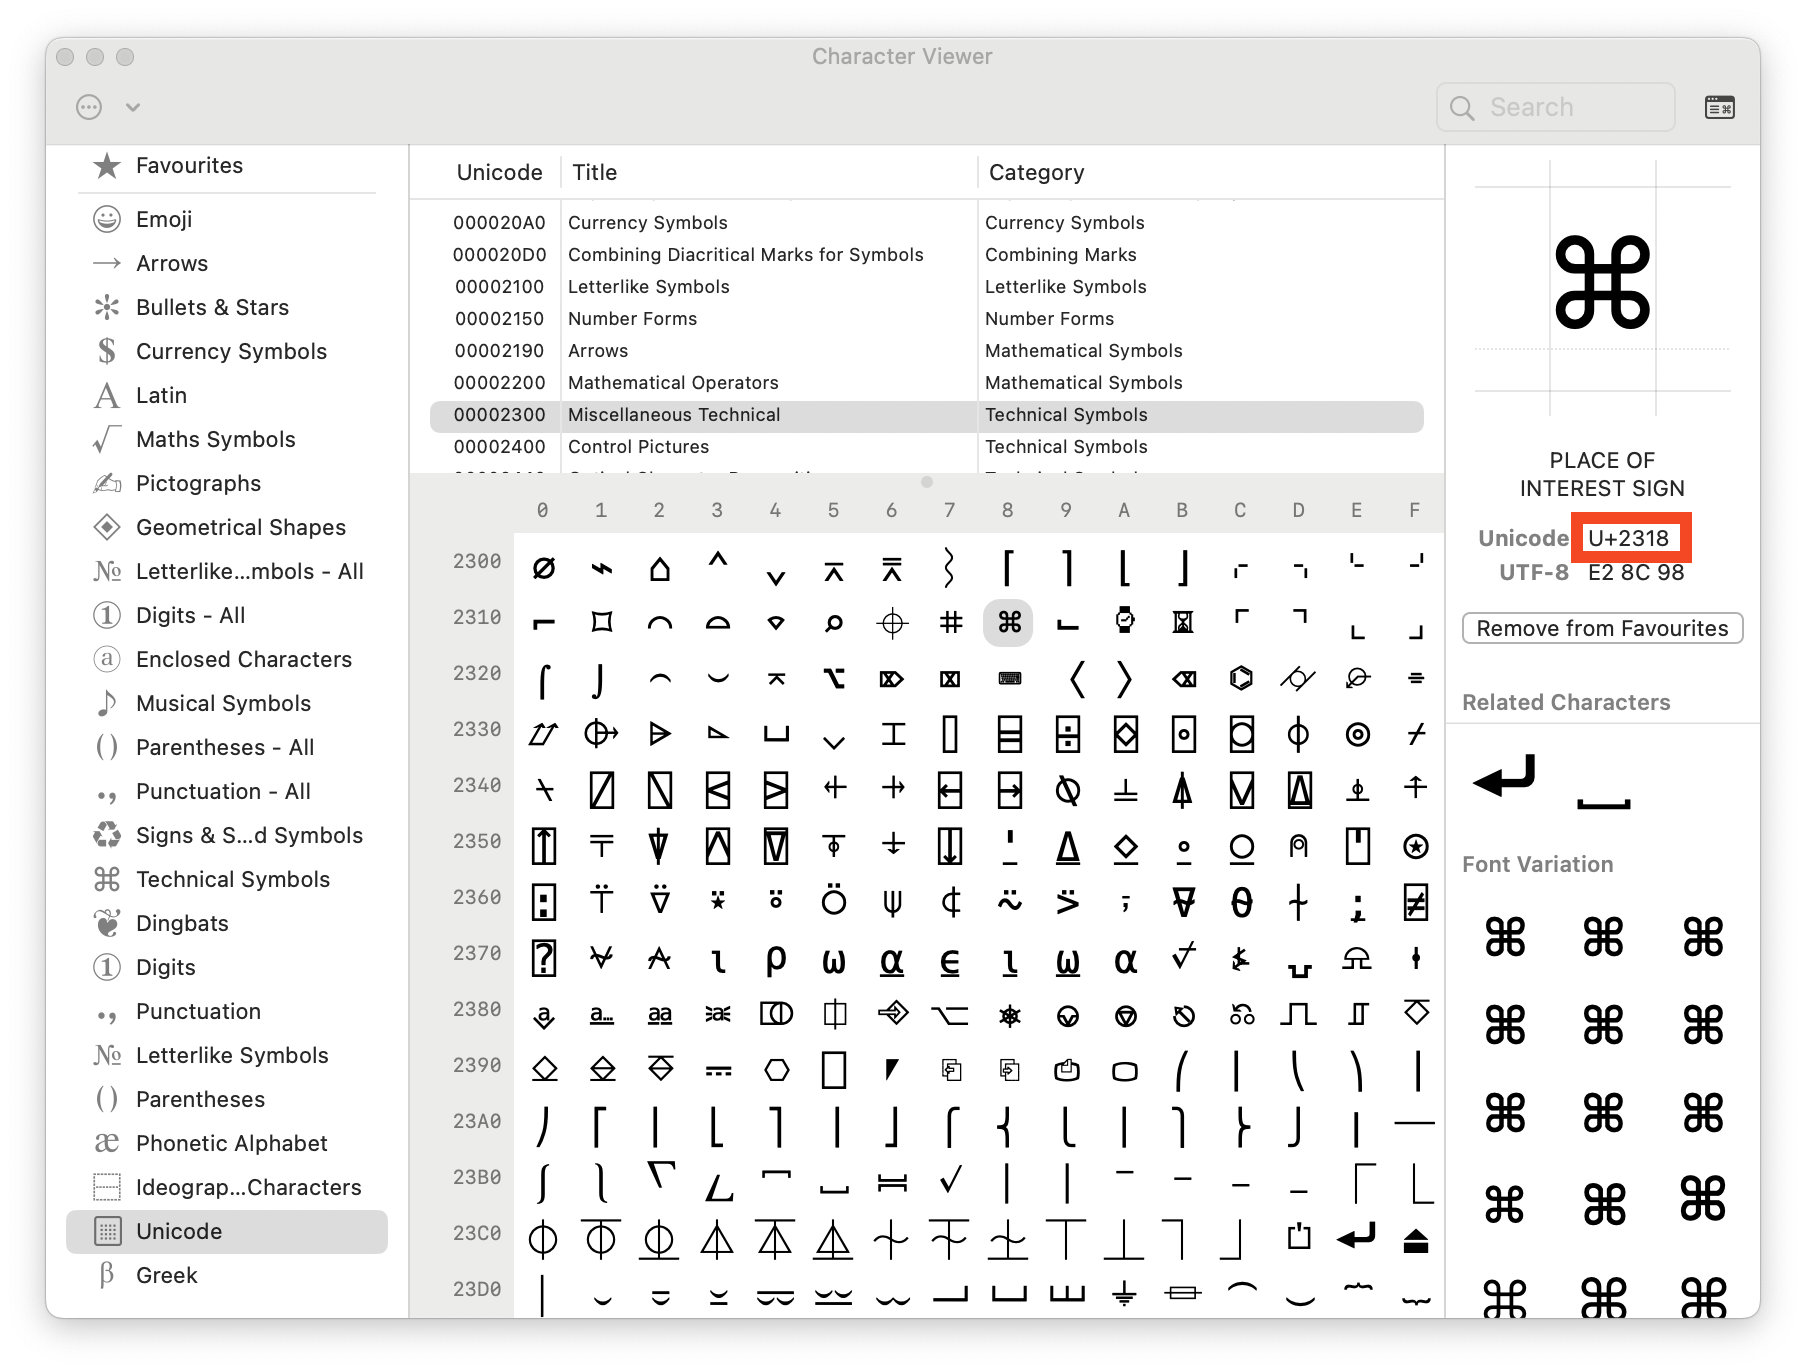 Character Viewer
Search
Favourites
Emoji
Arrows
Bullets & Stars
Currency Symbols
Latin
Maths Symbols
Pictographs
Geometrical Shapes
Letterlike...mbols - All
Digits - All
Enclosed Characters
Musical Symbols
Parentheses - All
Punctuation - All
Signs & S...d Symbols
Technical Symbols
Dingbats
Digits
Punctuation
Letterlike Symbols
Parentheses
Phonetic Alphabet
Ideograp...Characters
Unicode
Greek
Unicode Title Category
000020A0 Currency Symbols Currency Symbols
000020D0 Combining Diacritical Marks for Symbols Combining Marks
00002100 Letterlike Symbols Letterlike Symbols
00002150 Number Forms Number Forms
00002190 Arrows Mathematical Symbols
00002200 Mathematical Operators Mathematical Symbols
00002300 Miscellaneous Technical Technical Symbols
00002400 Control Pictures Technical Symbols
0 1 2 3 4 5 6 7 8 9 A B C D E F
2300
2310
2320
2330
2340
2350
2360
2370
2380
2390
23A0
23B0
23C0
23D0
⌘
PLACE OF
INTEREST SIGN
Unicode U+2318
UTF-8 E2 8C 98
Remove from Favourites
Related Characters
Font Variation